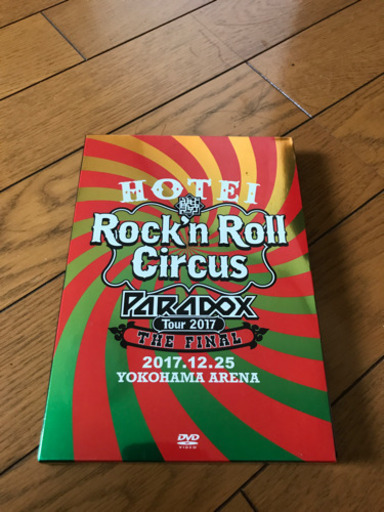 HOTEI
Rock'n Roll
Circus
PARADOX
Tour 2017
THE FINAL
2017.12.25
YOKOHAMA ARENA
DVD
VIDEO